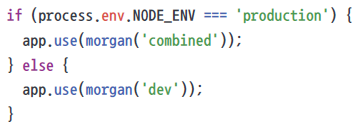 if (process.env.NODE_ENV === 'production') {
  app.use(morgan('combined'));
} else {
  app.use(morgan('dev'));
}